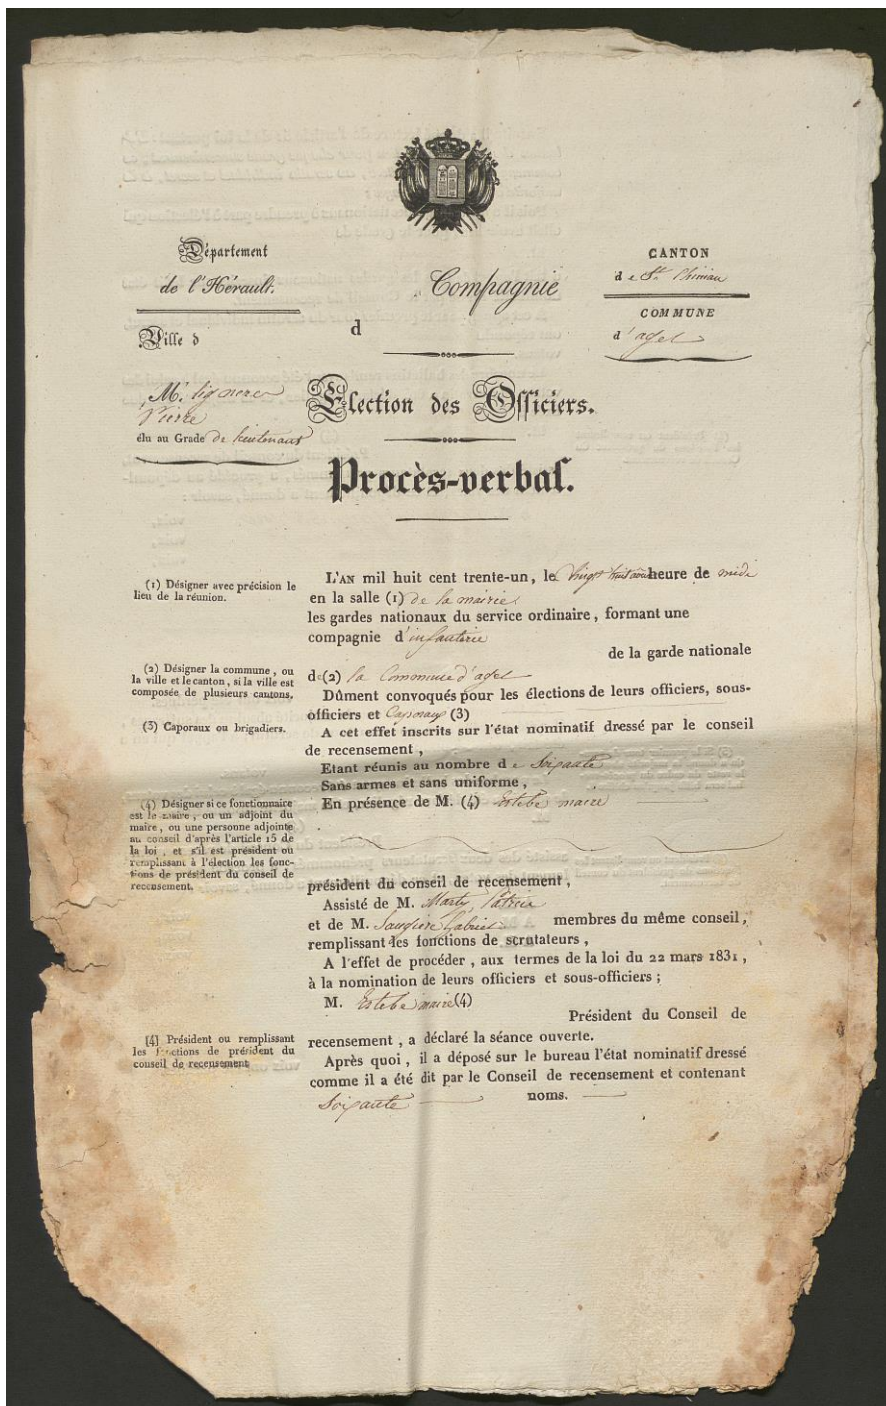 Département
de l'Hérault.
Ville d
Compagnie
d
CANTON
de St. Chinian
COMMUNE
d'agel
Mr. lignere
Pierre
élu au Grade de lieutenant
Election des Officiers.
Procès-verbal.
(1) Désigner avec précision le
lieu de la réunion.
L'AN mil huit cent trente-un, le vingt huit aout heure de midi
en la salle (1) de la mairie
les gardes nationaux du service ordinaire, formant une
compagnie d'infanterie
de la garde nationale
(2) Désigner la commune, ou
la ville et le canton, si la ville est
composée de plusieurs cantons.
(3) Caporaux ou brigadiers.
de (2) la Commune d'agel
Dûment convoqués pour les élections de leurs officiers, sous-
officiers et Caporaux (3)
A cet effet inscrits sur l'état nominatif dressé par le conseil
de recensement,
Etant réunis au nombre de Soixante
Sans armes et sans uniforme,
En présence de M. (4) Estebe maire
(4) Désigner si ce fonctionnaire
est le maire, ou un adjoint du
maire, ou une personne adjointe
au conseil d'après l'article 15 de
la loi, et s'il est président ou
remplissant à l'élection les fonc-
tions de président du conseil de
recensement.
président du conseil de recensement,
Assisté de M. Marty
et de M. Gabriel membres du même conseil,
remplissant les fonctions de scrutateurs,
A l'effet de procéder, aux termes de la loi du 22 mars 1831,
à la nomination de leurs officiers et sous-officiers;
M. Estebe maire (4)
Président du Conseil de
[4] Président ou remplissant
les fonctions de président du
conseil de recensement
recensement, a déclaré la séance ouverte.
Après quoi, il a déposé sur le bureau l'état nominatif dressé
comme il a été dit par le Conseil de recensement et contenant
Soixante noms.